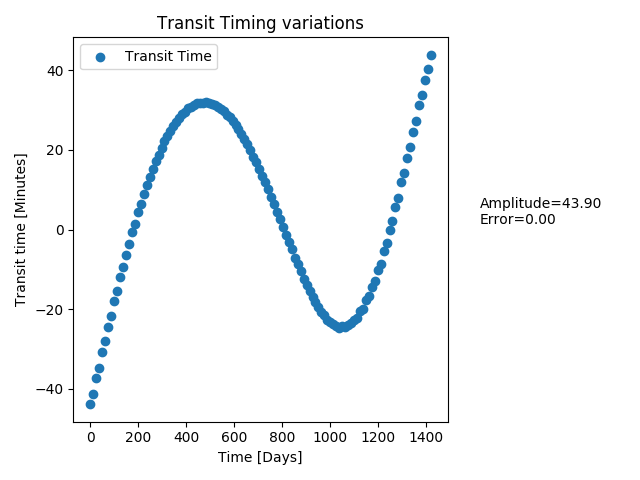 Transit Timing variations
Transit Time
40
20
0
−20
−40
Transit time [Minutes]
0 200 400 600 800 1000 1200 1400
Time [Days]
Amplitude=43.90
Error=0.00